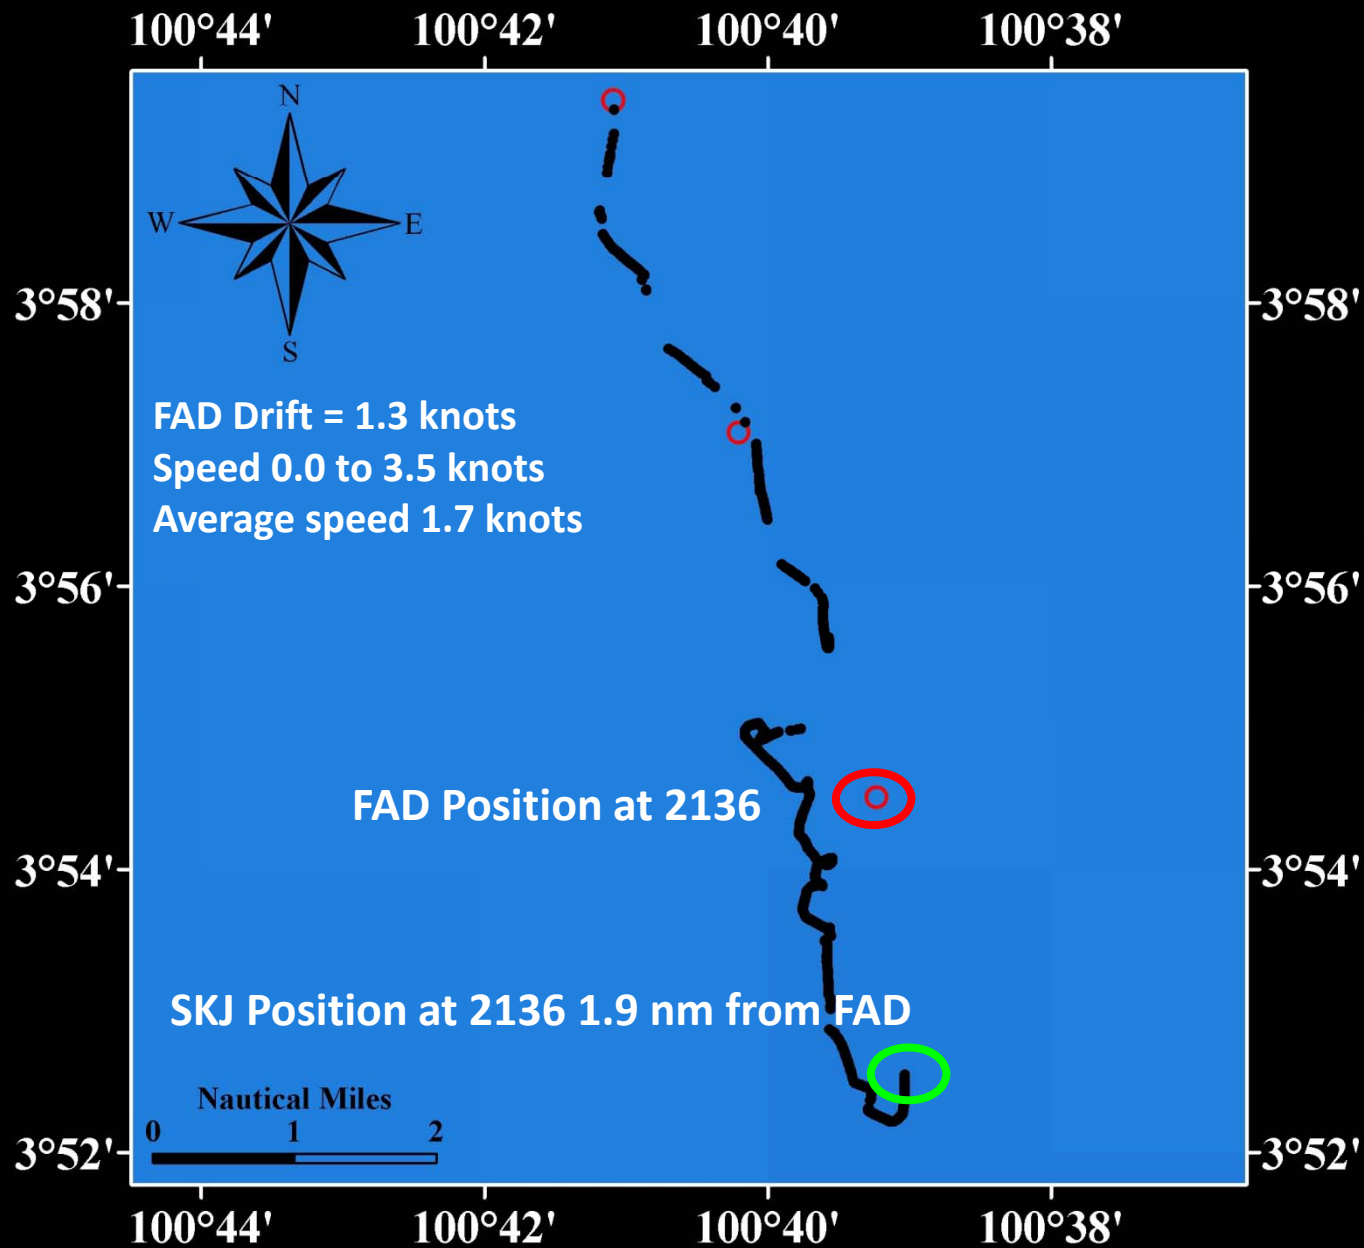 100°44' 100°42' 100°40' 100°38'
N
W E
S
3°58' 3°58'
FAD Drift = 1.3 knots
Speed 0.0 to 3.5 knots
Average speed 1.7 knots
3°56' 3°56'
FAD Position at 2136
3°54' 3°54'
SKJ Position at 2136 1.9 nm from FAD
Nautical Miles
0 1 2
3°52' 3°52'
100°44' 100°42' 100°40' 100°38'